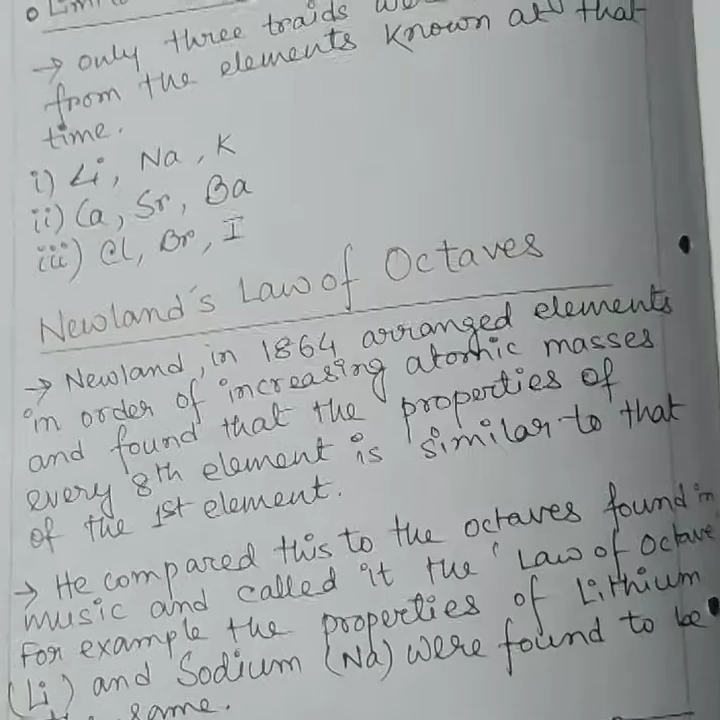 → only three traids
from the elements known at that
time.
i) Li, Na, K
ii) Ca, Sr, Ba
iii) Cl, Br, I
Newland's Law of Octaves
→ Newland, in 1864 arranged elements
in order of increasing atomic masses
and found that the properties of
every 8th element is similar to that
of the 1st element.
→ He compared this to the octaves found in
music and called it the ' Law of Octave
For example the properties of Lithium
(Li) and Sodium (Na) were found to be
same.